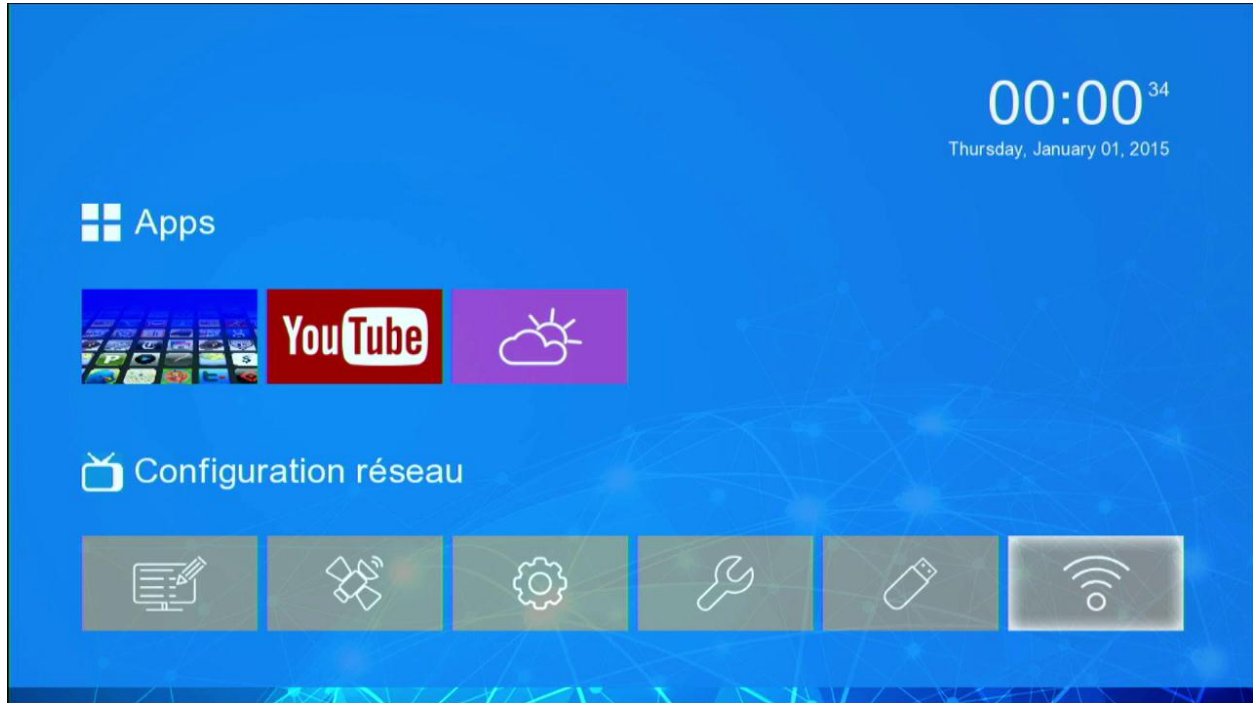 00:00 34
Thursday, January 01, 2015
Apps
YouTube
Configuration réseau